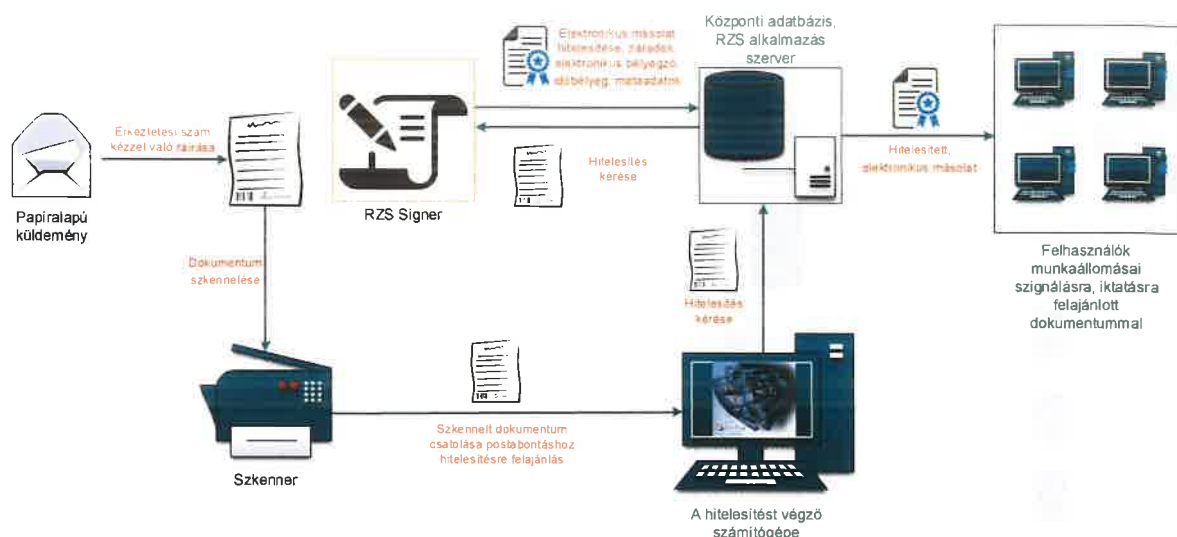 Papíralapú
küldemény
Érkeztetési szám
kézzel való ráírása
Dokumentum
szkennelése
Szkenner
Szkennelt dokumentum
csatolása postabontáshoz
hitelesítésre felajánlás
A hitelesítést végző
számítógépe
Hitelesítés
kérése
Központi adatbázis,
RZS alkalmazás
szerver
Hitelesítés
kérése
RZS Signer
Elektronikus másolat
hitelesítése, záradék,
elektronikus bélyegző,
időbélyeg, metaadatok
Hitelesített,
elektronikus másolat
Felhasználók
munkaállomásai
szignálásra, iktatásra
felajánlott
dokumentummal